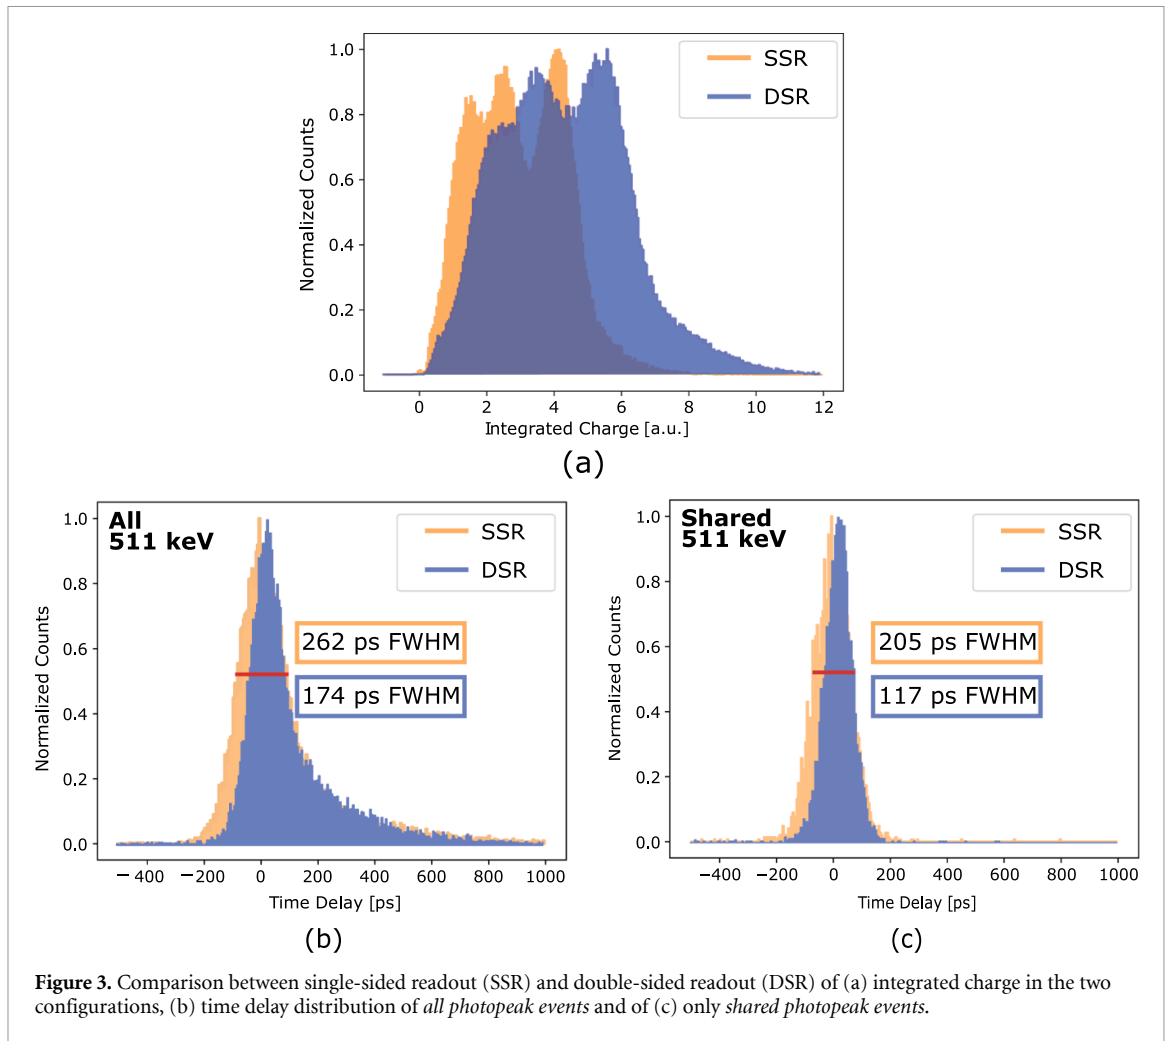 1.0
0.8
0.6
0.4
0.2
0.0
Normalized Counts
SSR
DSR
0 2 4 6 8 10 12
Integrated Charge [a.u.]
(a)
All
511 keV
1.0
0.8
0.6
0.4
0.2
0.0
Normalized Counts
SSR
DSR
262 ps FWHM
174 ps FWHM
−400 −200 0 200 400 600 800 1000
Time Delay [ps]
(b)
Shared
511 keV
1.0
0.8
0.6
0.4
0.2
0.0
Normalized Counts
SSR
DSR
205 ps FWHM
117 ps FWHM
−400 −200 0 200 400 600 800 1000
Time Delay [ps]
(c)
Figure 3. Comparison between single-sided readout (SSR) and double-sided readout (DSR) of (a) integrated charge in the two
configurations, (b) time delay distribution of all photopeak events and of (c) only shared photopeak events.